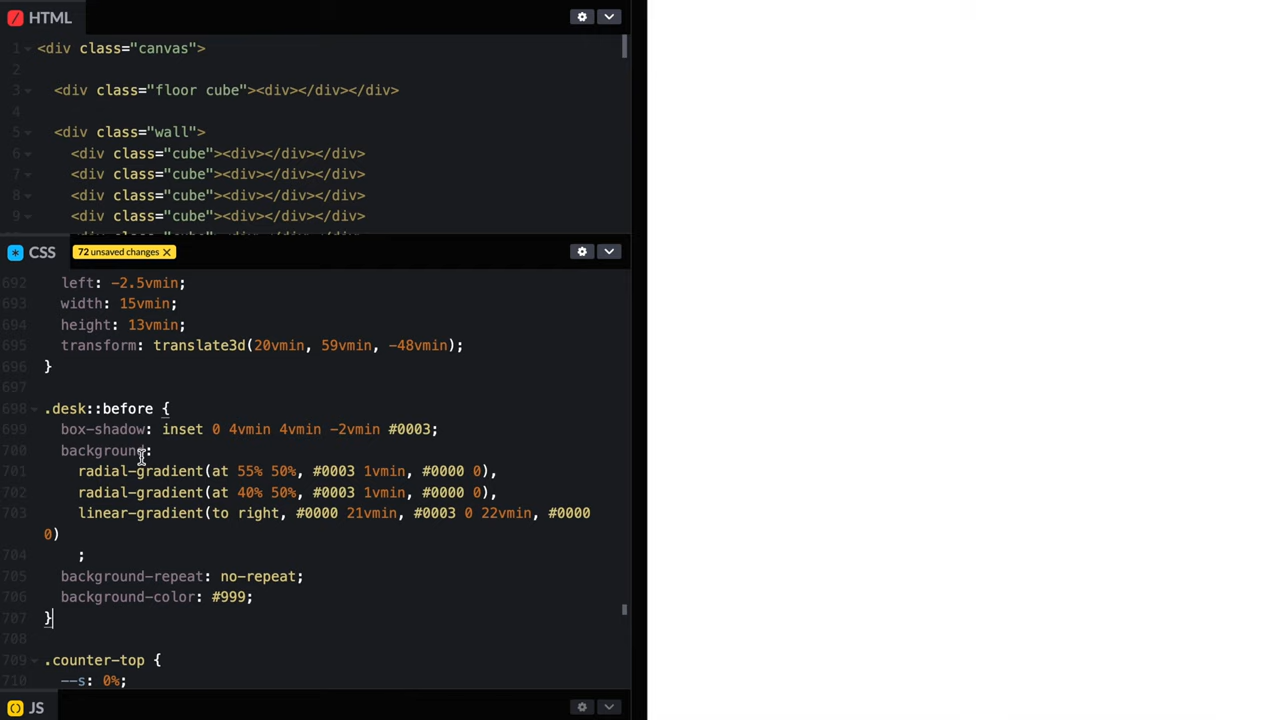 HTML
1 <div class="canvas">
2
3 <div class="floor cube"><div></div></div>
4
5 <div class="wall">
6 <div class="cube"><div></div></div>
7 <div class="cube"><div></div></div>
8 <div class="cube"><div></div></div>
9 <div class="cube"><div></div></div>
CSS 72 unsaved changes ×
692 left: -2.5vmin;
693 width: 15vmin;
694 height: 13vmin;
695 transform: translate3d(20vmin, 59vmin, -48vmin);
696 }
697
698 .desk::before {
699 box-shadow: inset 0 4vmin 4vmin -2vmin #0003;
700 background:
701 radial-gradient(at 55% 50%, #0003 1vmin, #0000 0),
702 radial-gradient(at 40% 50%, #0003 1vmin, #0000 0),
703 linear-gradient(to right, #0000 21vmin, #0003 0 22vmin, #0000
0)
704 ;
705 background-repeat: no-repeat;
706 background-color: #999;
707 }
708
709 .counter-top {
710 --s: 0%;
JS